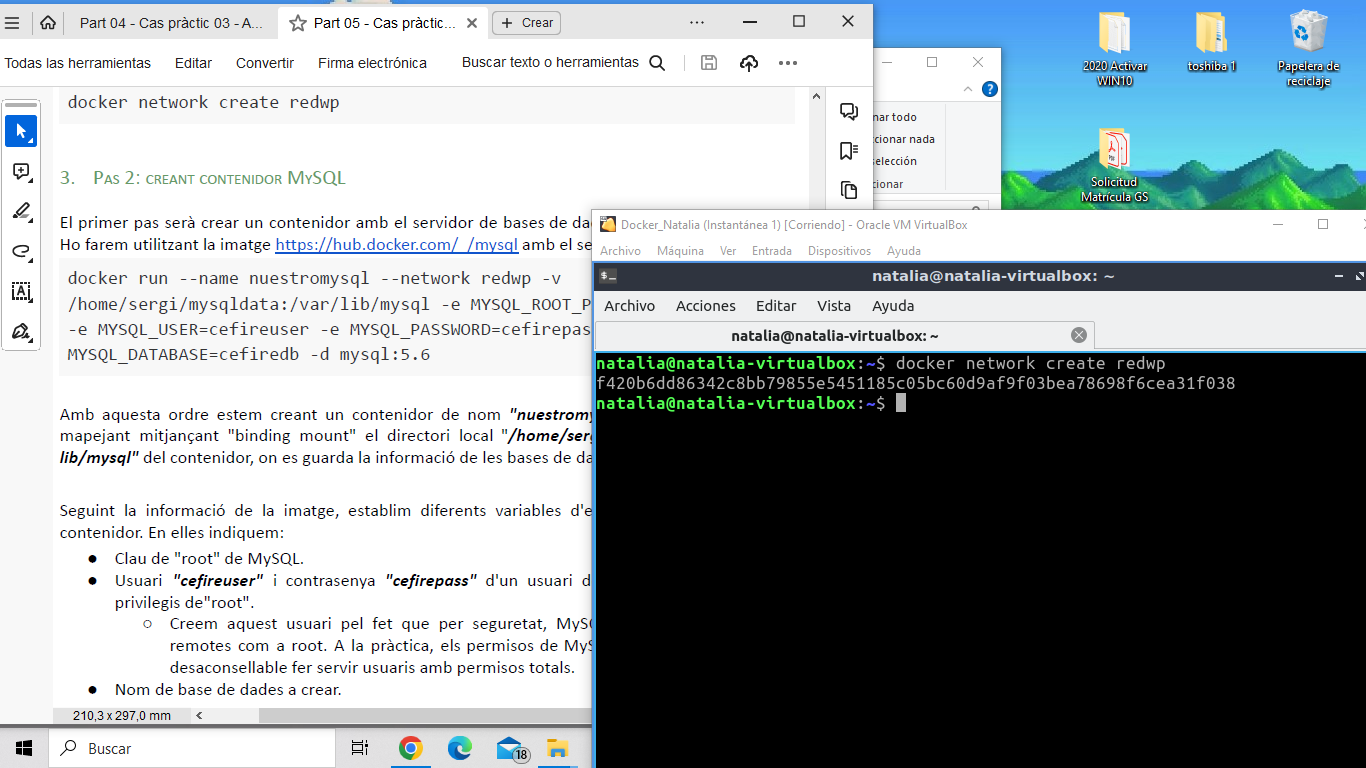 Part 04 - Cas pràctic 03 - A...
Part 05 - Cas pràctic...
Crear
Todas las herramientas
Editar
Convertir
Firma electrónica
Buscar texto o herramientas
docker network create redwp
3. Pas 2: creant contenidor MySQL
El primer pas serà crear un contenidor amb el servidor de bases de da
Ho farem utilitzant la imatge https://hub.docker.com/_/mysql amb el se
docker run --name nuestromysql --network redwp -v
/home/sergi/mysqldata:/var/lib/mysql -e MYSQL_ROOT_P
-e MYSQL_USER=cefireuser -e MYSQL_PASSWORD=cefirepas
MYSQL_DATABASE=cefiredb -d mysql:5.6
Amb aquesta ordre estem creant un contenidor de nom "nuestromy
mapejant mitjançant "binding mount" el directori local "/home/serg
lib/mysql" del contenidor, on es guarda la informació de les bases de da
Seguint la informació de la imatge, establim diferents variables d'e
contenidor. En elles indiquem:
● Clau de "root" de MySQL.
● Usuari "cefireuser" i contrasenya "cefirepass" d'un usuari d
privilegis de"root".
○ Creem aquest usuari pel fet que per seguretat, MySQ
remotes com a root. A la pràctica, els permisos de MyS
desaconsellable fer servir usuaris amb permisos totals.
● Nom de base de dades a crear.
210,3 x 297,0 mm
nar todo
ccionar nada
selección
cionar
2020 Activar
WIN10
toshiba 1
Papelera de
reciclaje
Solicitud
Matricula GS
Docker_Natalia (Instantánea 1) [Corriendo] - Oracle VM VirtualBox
Archivo Máquina Ver Entrada Dispositivos Ayuda
natalia@natalia-virtualbox: ~
Archivo Acciones Editar Vista Ayuda
natalia@natalia-virtualbox: ~
natalia@natalia-virtualbox:~$ docker network create redwp
f420b6dd86342c8bb79855e5451185c05bc60d9af9f03bea78698f6cea31f038
natalia@natalia-virtualbox:~$
Buscar
18